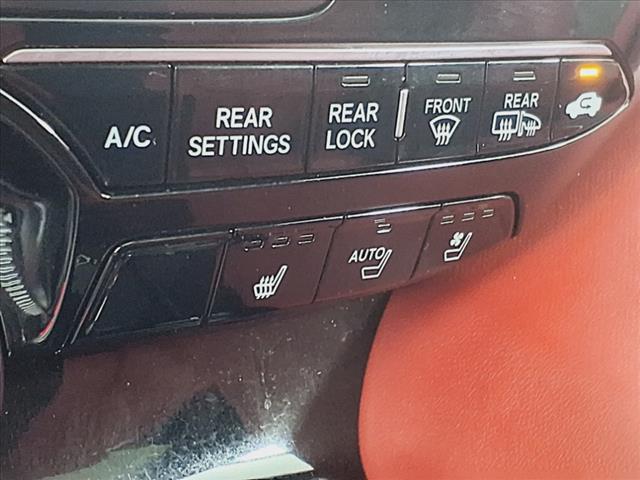 A/C
REAR
SETTINGS
REAR
LOCK
FRONT
REAR
AUTO